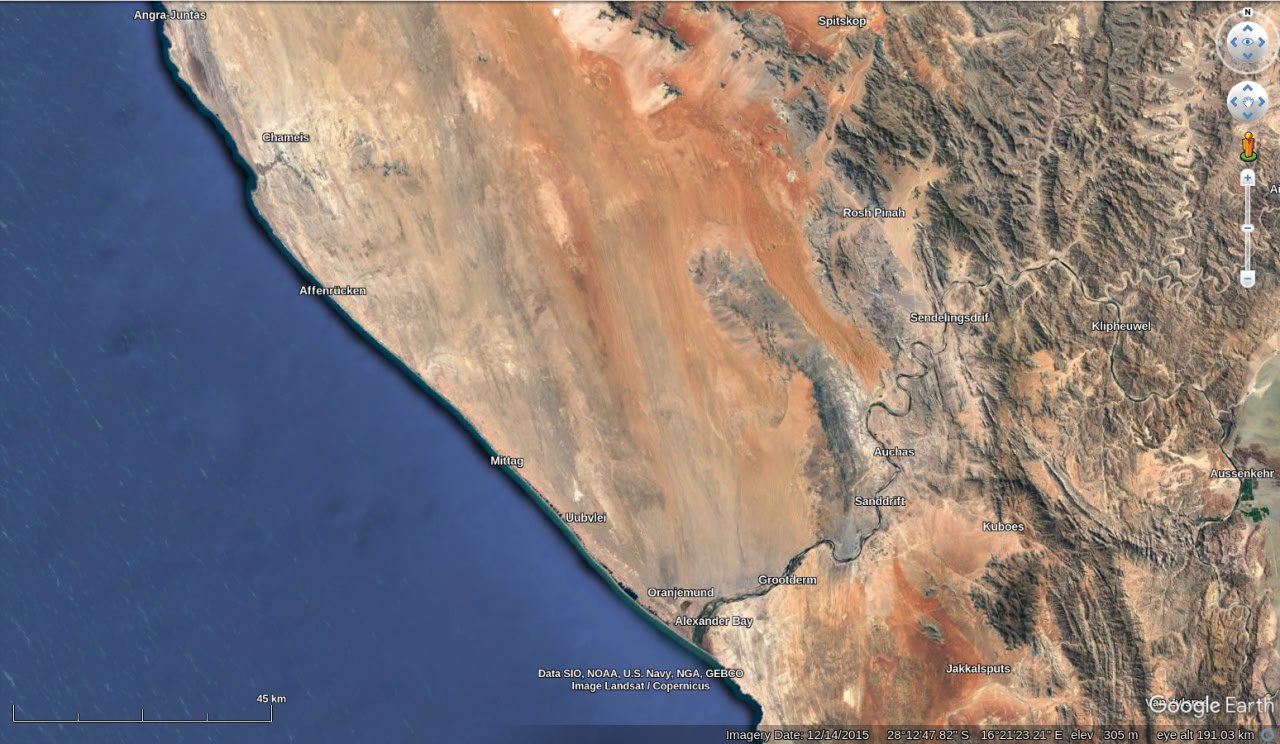 Angra-Juntas
Spitskop
N
Chameis
Rosh Pinah
Affenrücken
Sendelingsdrif
Klipheuwel
Auchas
Mittag
Aussenkehr
Sanddrift
Uubvlei
Kuboes
Grootderm
Oranjemund
Alexander Bay
Jakkalsputs
Data SIO, NOAA, U.S. Navy, NGA, GEBCO
Image Landsat / Copernicus
45 km
Google Earth
Imagery Date: 12/14/2015 28°12'47.82" S 16°21'23.21" E elev 305 m eye alt 191.03 km